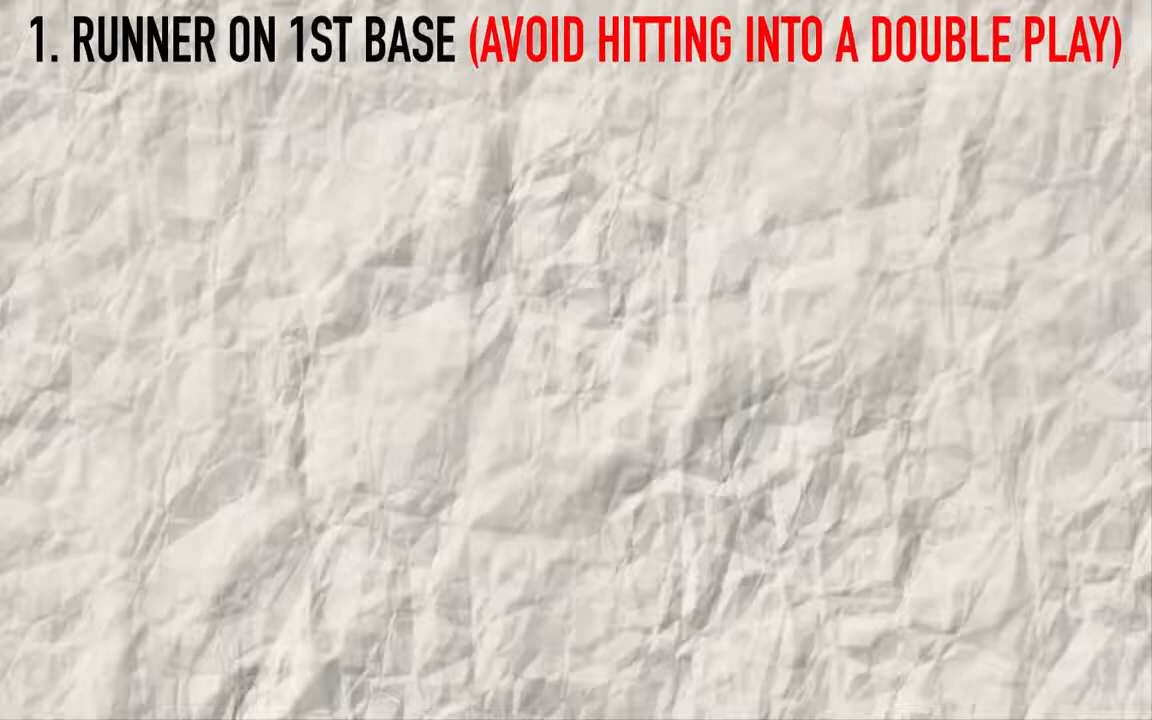 1. RUNNER ON 1ST BASE (AVOID HITTING INTO A DOUBLE PLAY)